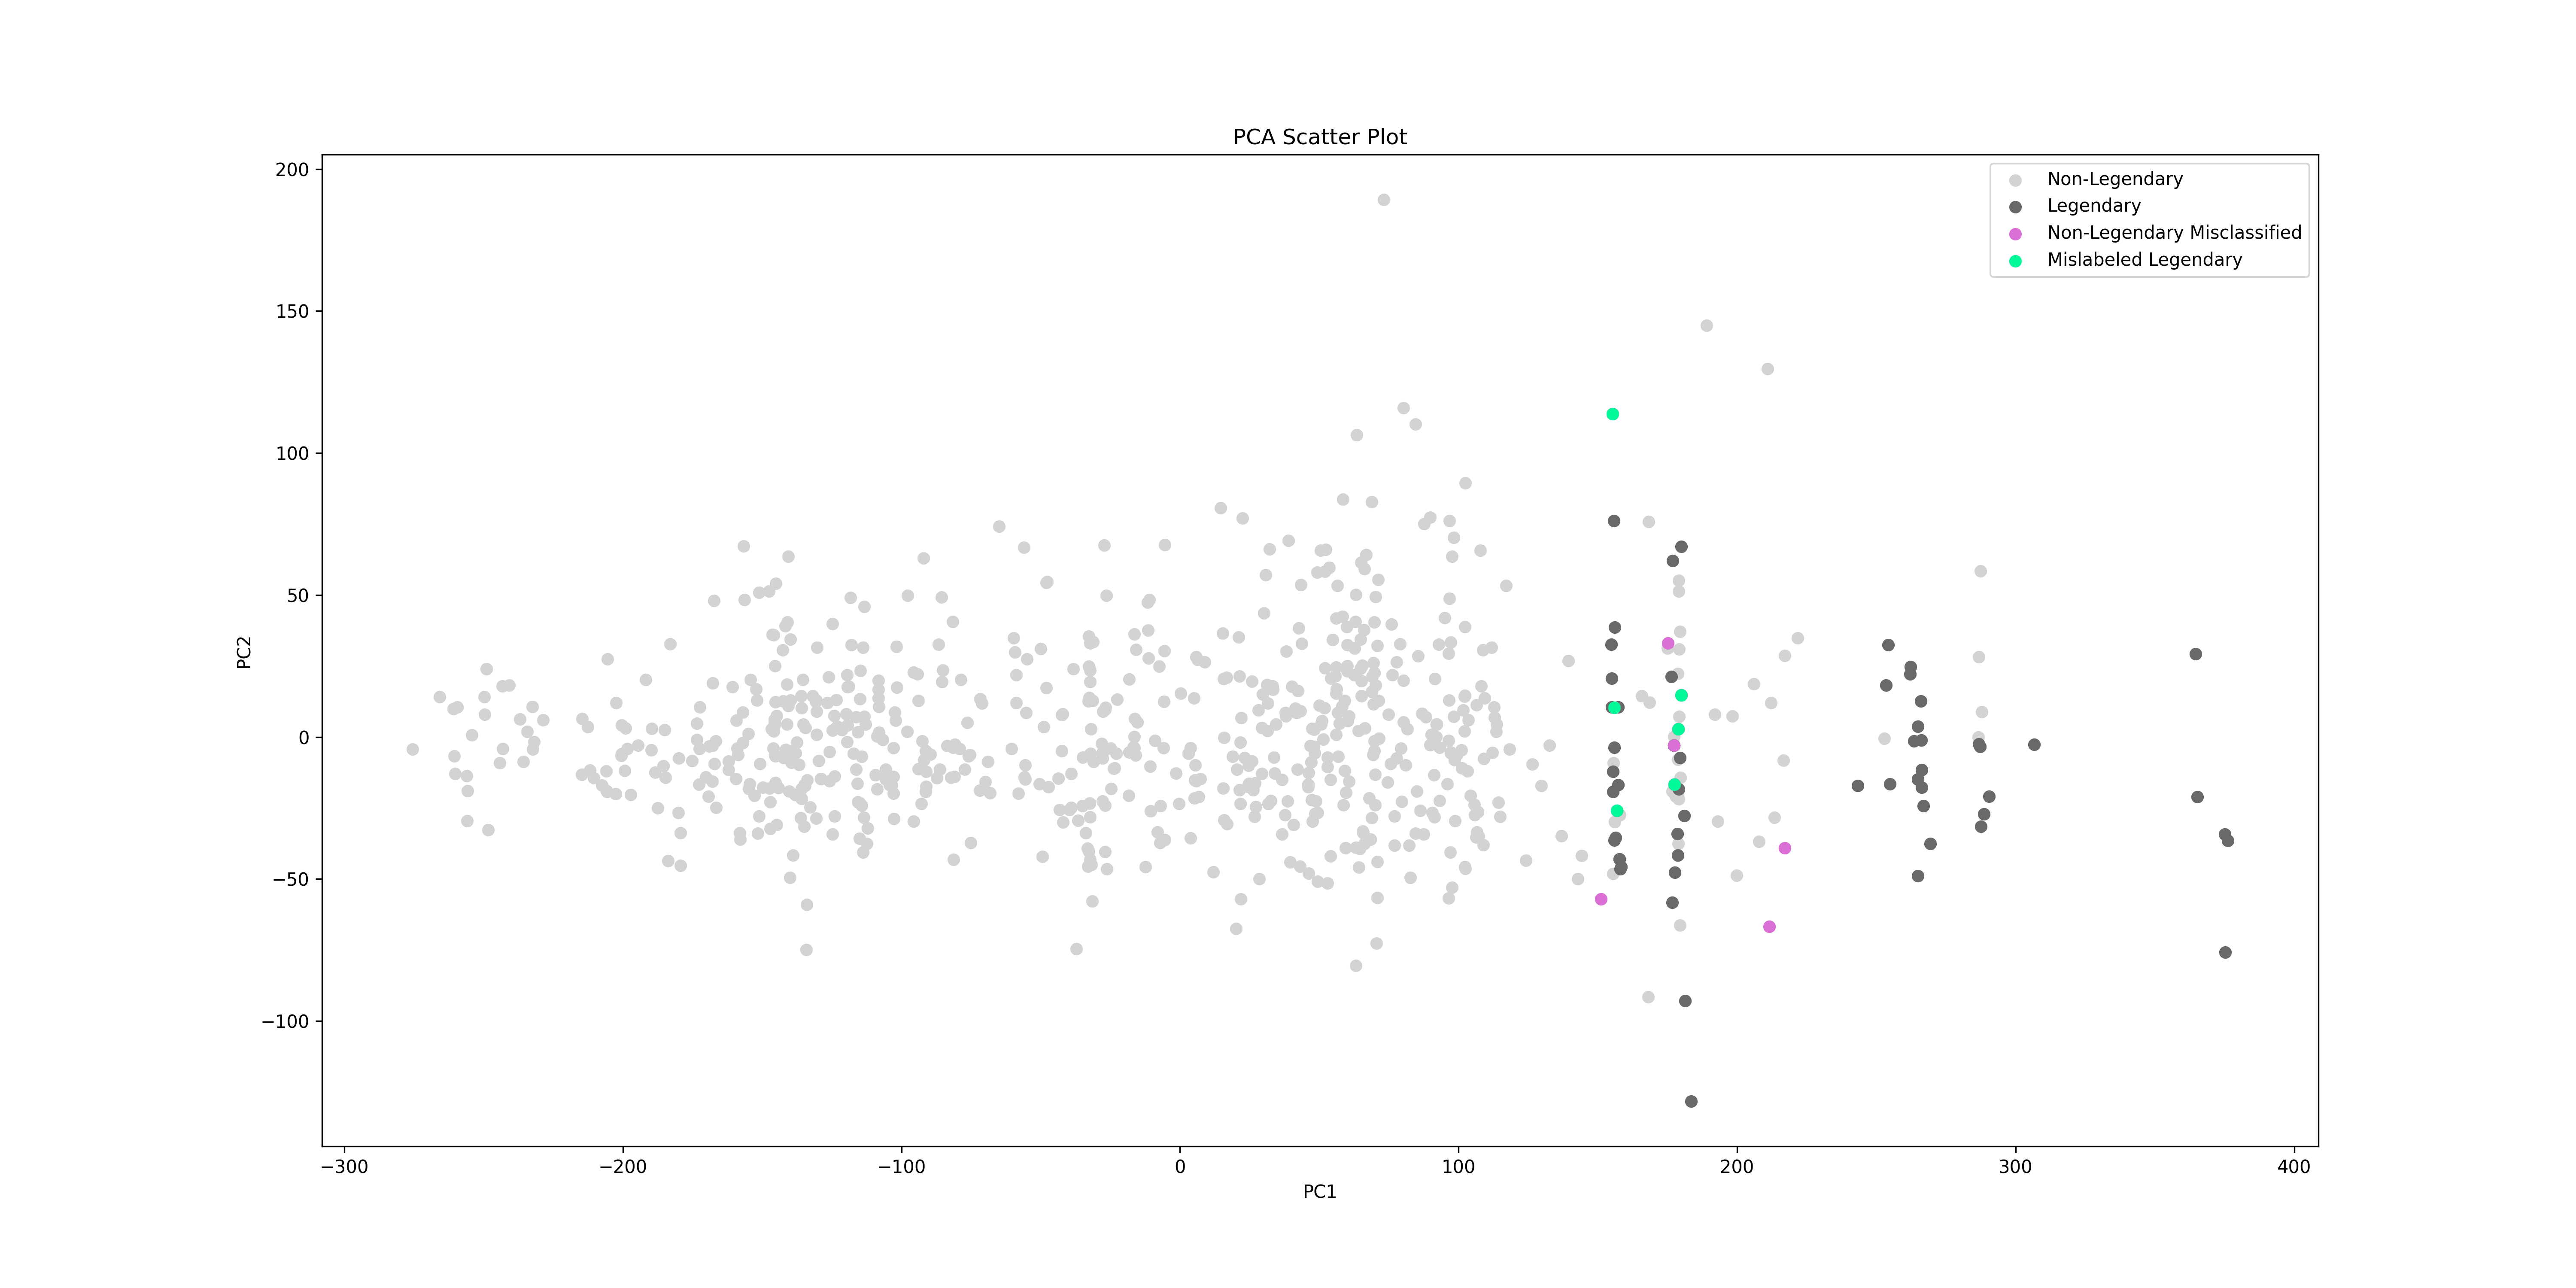 PCA Scatter Plot
200
150
100
50
0
−50
−100
PC2
Non-Legendary
Legendary
Non-Legendary Misclassified
Mislabeled Legendary
−300
−200
−100
0
100
200
300
400
PC1